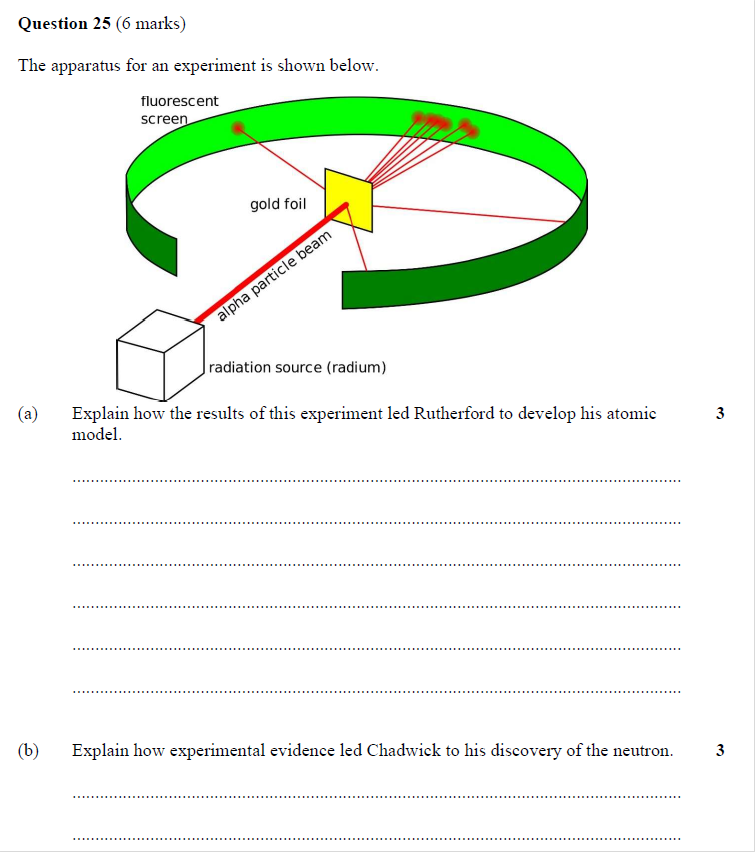 Question 25 (6 marks)
The apparatus for an experiment is shown below.
fluorescent
screen
gold foil
alpha particle beam
radiation source (radium)
(a) Explain how the results of this experiment led Rutherford to develop his atomic 3
model.
(b) Explain how experimental evidence led Chadwick to his discovery of the neutron. 3